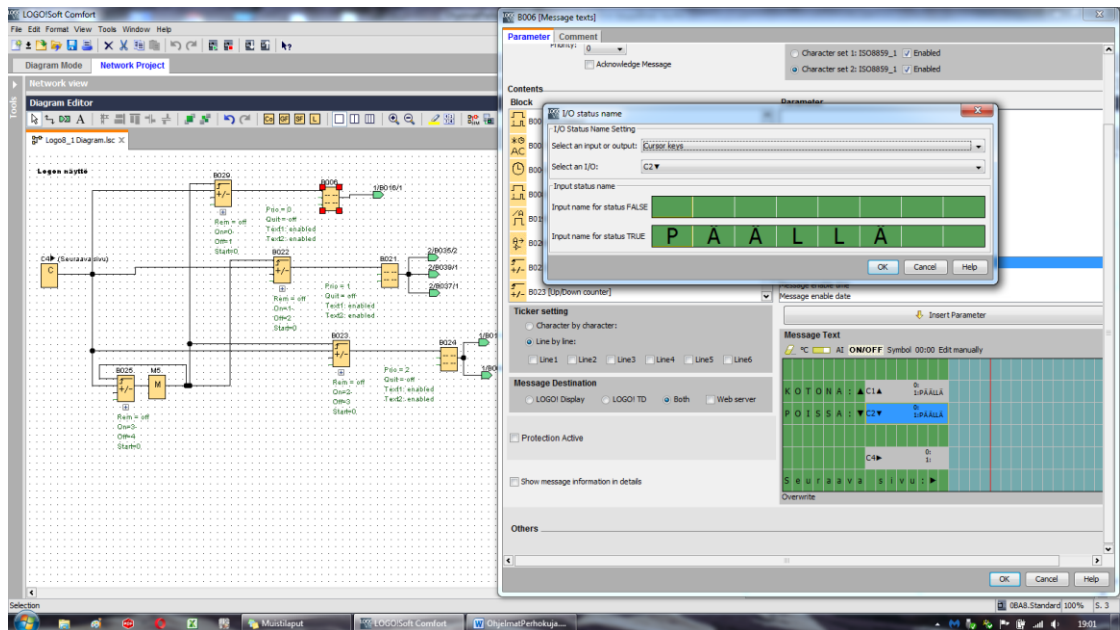 LOGO!Soft Comfort
File Edit Format View Tools Window Help
Diagram Mode Network Project
Network view
Tools
Diagram Editor
Co GF SF L
Logo8_1Diagram.lsc X
Logon näyttö
B029
+/-
Rem = off
On=0-
Off=1
Start=0
B006
Prio = 0
Quit = off
Text1: enabled
Text2: enabled
1/B016/1
C4▶ (Seuraava sivu)
C
B022
+/-
Rem = off
On=1-
Off=2
Start=0
B021
Prio = 1
Quit = off
Text1: enabled
Text2: enabled
2/B035/2
2/B039/1
2/B037/1
B023
+/-
Rem = off
On=2-
Off=3
Start=0
B024
Prio = 2
Quit = off
Text1: enabled
Text2: enabled
B025
+/-
Rem = off
On=3-
Off=4
Start=0
M5
M
Selection
B006 [Message texts]
Parameter Comment
Priority: 0
Acknowledge Message
Character set 1: ISO8859_1 Enabled
Character set 2: ISO8859_1 Enabled
Contents
Block
Parameter
I/O status name
I/O Status Name Setting
Select an input or output: Cursor keys
Select an I/O: C2▼
Input status name
Input name for status FALSE
Input name for status TRUE P Ä Ä L L Ä
OK Cancel Help
B023 [Up/Down counter]
Message enable date
Insert Parameter
Ticker setting
Character by character:
Line by line:
Line1 Line2 Line3 Line4 Line5 Line6
Message Destination
LOGO! Display LOGO! TD Both Web server
Protection Active
Show message information in details
Message Text
°C AI ON/OFF Symbol 00:00 Edit manually
K O T O N A : ▲ C1▲ 0: 1:PÄÄLLÄ
P O I S S A : ▼ C2▼ 0: 1:PÄÄLLÄ
C4▶ 0: 1:
S e u r a a v a s i v u : ▶
Overwrite
Others
OK Cancel Help
0BA8.Standard 100% S. 3
Muistilaput LOGO!Soft Comfort OhjelmatPerhokuja....
19:01